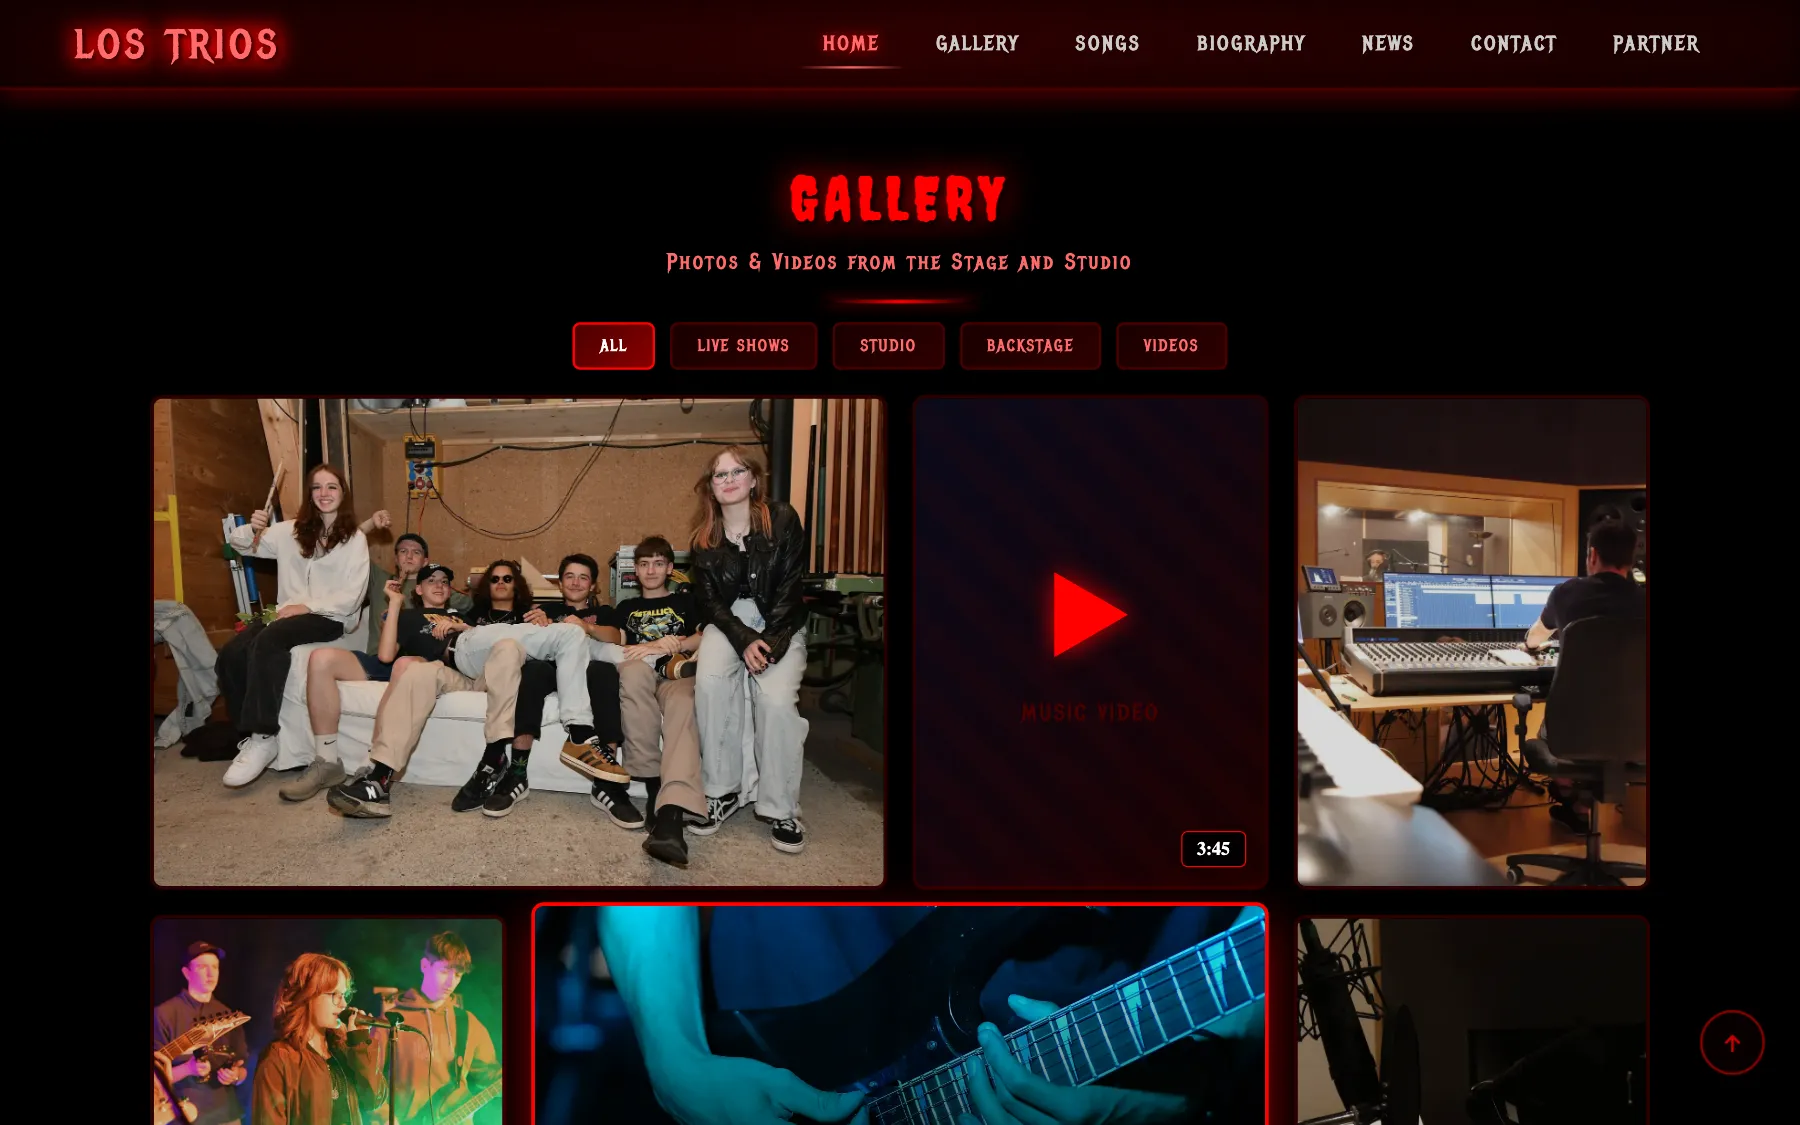 LOS TRIOS
HOME GALLERY SONGS BIOGRAPHY NEWS CONTACT PARTNER
GALLERY
Photos & Videos from the Stage and Studio
ALL LIVE SHOWS STUDIO BACKSTAGE VIDEOS
METALLICA
MUSIC VIDEO
3:45